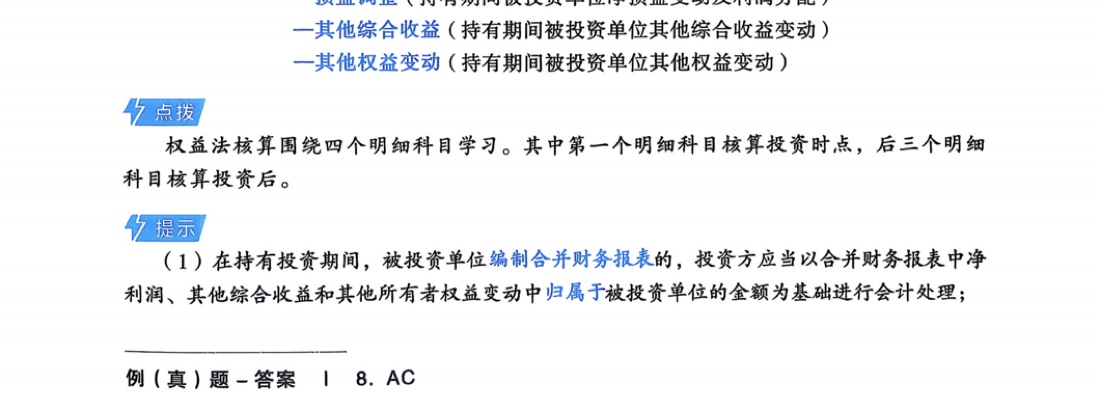 —其他综合收益（持有期间被投资单位其他综合收益变动）
—其他权益变动（持有期间被投资单位其他权益变动）
点拨
权益法核算围绕四个明细科目学习。其中第一个明细科目核算投资时点，后三个明细
科目核算投资后。
提示
（1）在持有投资期间，被投资单位编制合并财务报表的，投资方应当以合并财务报表中净
利润、其他综合收益和其他所有者权益变动中归属于被投资单位的金额为基础进行会计处理；
例（真）题－答案 | 8. AC